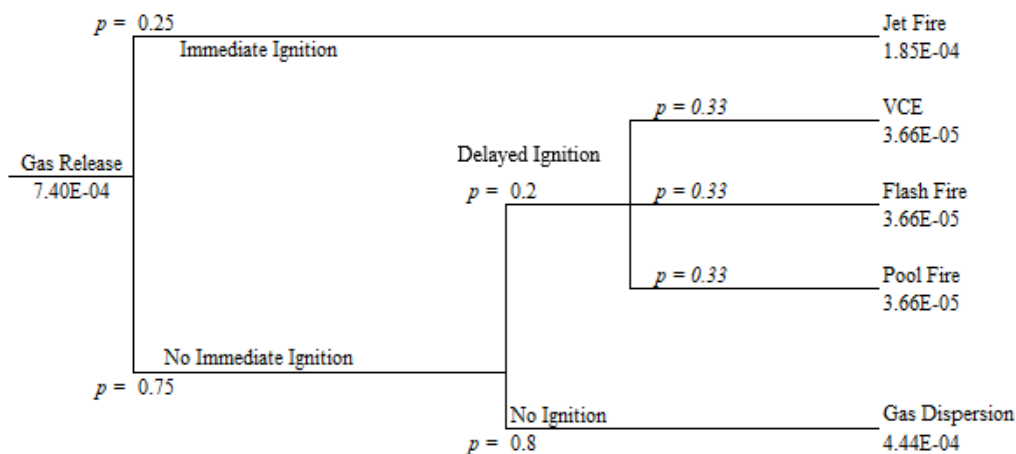 p = 0.25
Immediate Ignition
Jet Fire
1.85E-04
p = 0.33
VCE
3.66E-05
Gas Release
7.40E-04
Delayed Ignition
p = 0.2
p = 0.33
Flash Fire
3.66E-05
p = 0.33
Pool Fire
3.66E-05
No Immediate Ignition
p = 0.75
No Ignition
p = 0.8
Gas Dispersion
4.44E-04